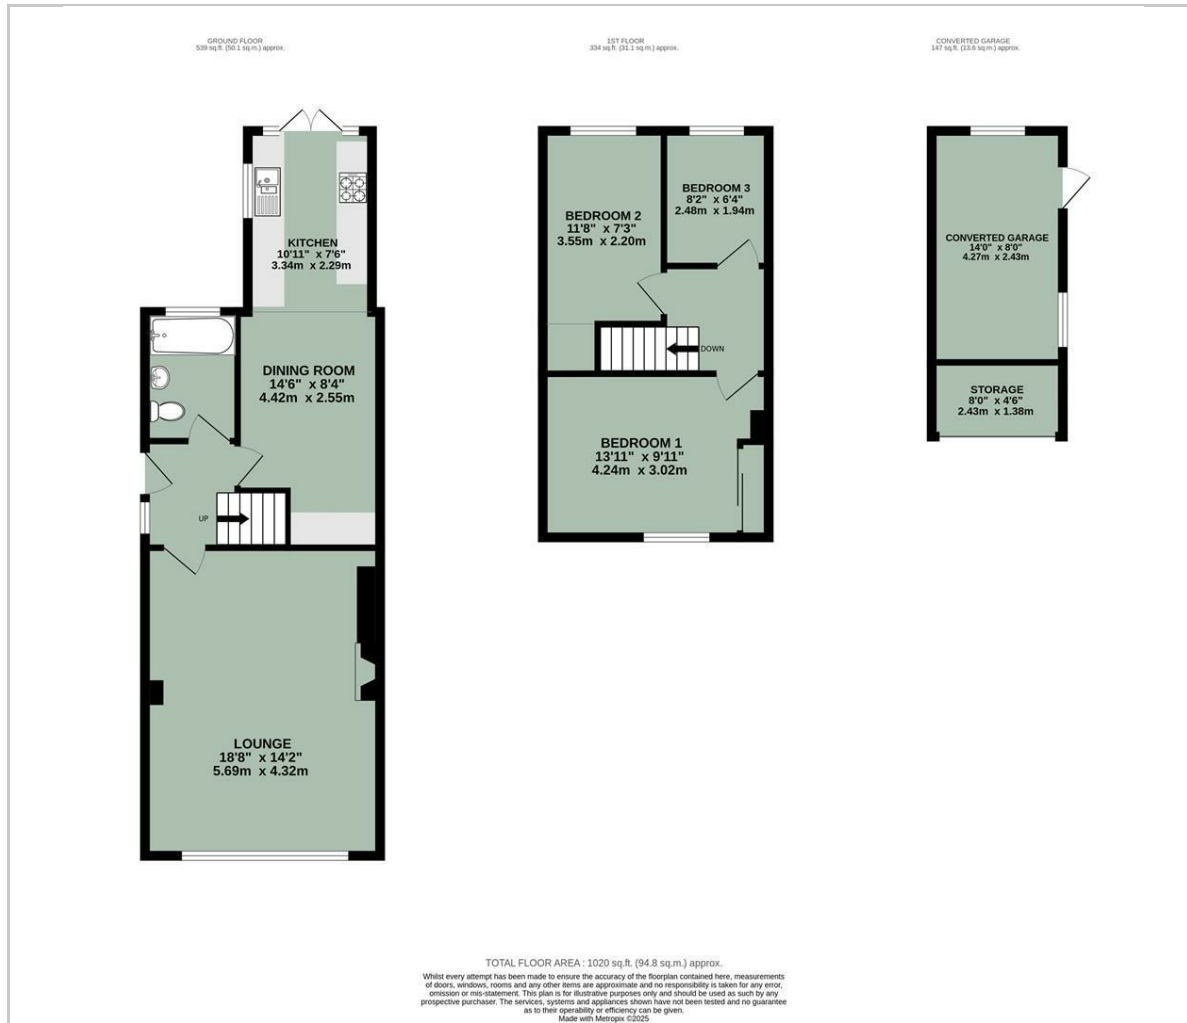 GROUND FLOOR
539 sq.ft. (50.1 sq.m.) approx.
1ST FLOOR
334 sq.ft. (31.1 sq.m.) approx.
CONVERTED GARAGE
147 sq.ft. (13.6 sq.m.) approx.
KITCHEN
10'11" x 7'6"
3.34m x 2.29m
DINING ROOM
14'6" x 8'4"
4.42m x 2.55m
UP
LOUNGE
18'8" x 14'2"
5.69m x 4.32m
BEDROOM 2
11'8" x 7'3"
3.55m x 2.20m
BEDROOM 3
8'2" x 6'4"
2.48m x 1.94m
DOWN
BEDROOM 1
13'11" x 9'11"
4.24m x 3.02m
CONVERTED GARAGE
14'0" x 8'0"
4.27m x 2.43m
STORAGE
8'0" x 4'6"
2.43m x 1.38m
TOTAL FLOOR AREA : 1020 sq.ft. (94.8 sq.m.) approx.
Whilst every attempt has been made to ensure the accuracy of the floorplan contained here, measurements
of doors, windows, rooms and any other items are approximate and no responsibility is taken for any error,
omission or mis-statement. This plan is for illustrative purposes only and should be used as such by any
prospective purchaser. The services, systems and appliances shown have not been tested and no guarantee
as to their operability or efficiency can be given.
Made with Metropix ©2025